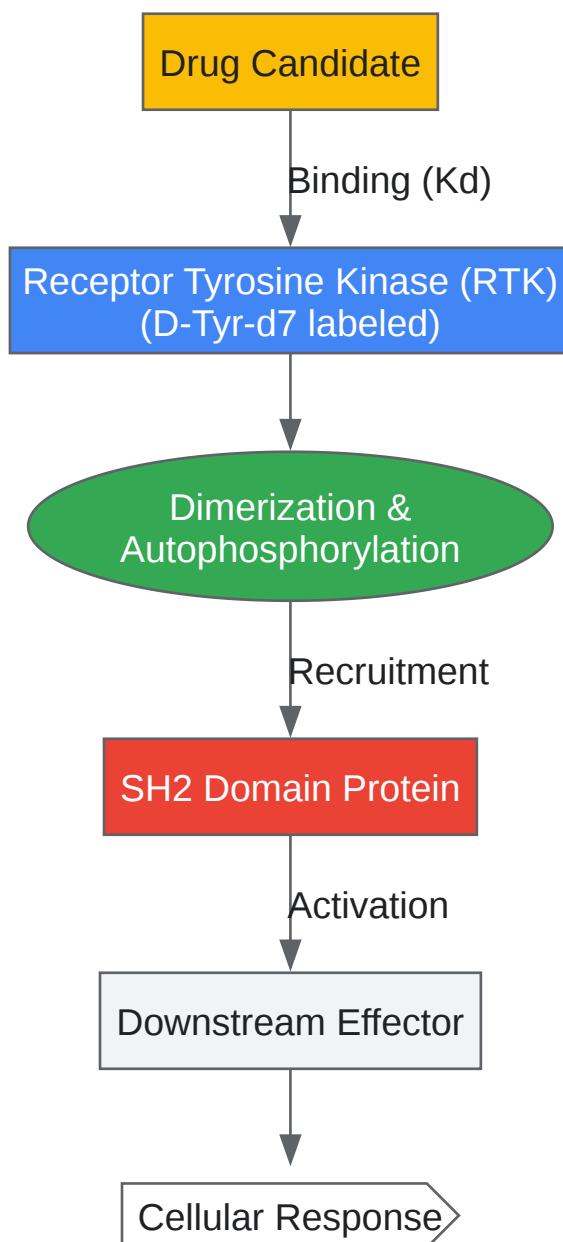 Drug Candidate
Binding (Kd)
Receptor Tyrosine Kinase (RTK)
(D-Tyr-d7 labeled)
Dimerization &
Autophosphorylation
Recruitment
SH2 Domain Protein
Activation
Downstream Effector
Cellular Response